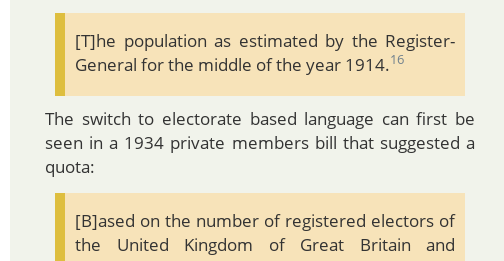 [T]he population as estimated by the Register-
General for the middle of the year 1914.16
The switch to electorate based language can first be
seen in a 1934 private members bill that suggested a
quota:
[B]ased on the number of registered electors of
the United Kingdom of Great Britain and